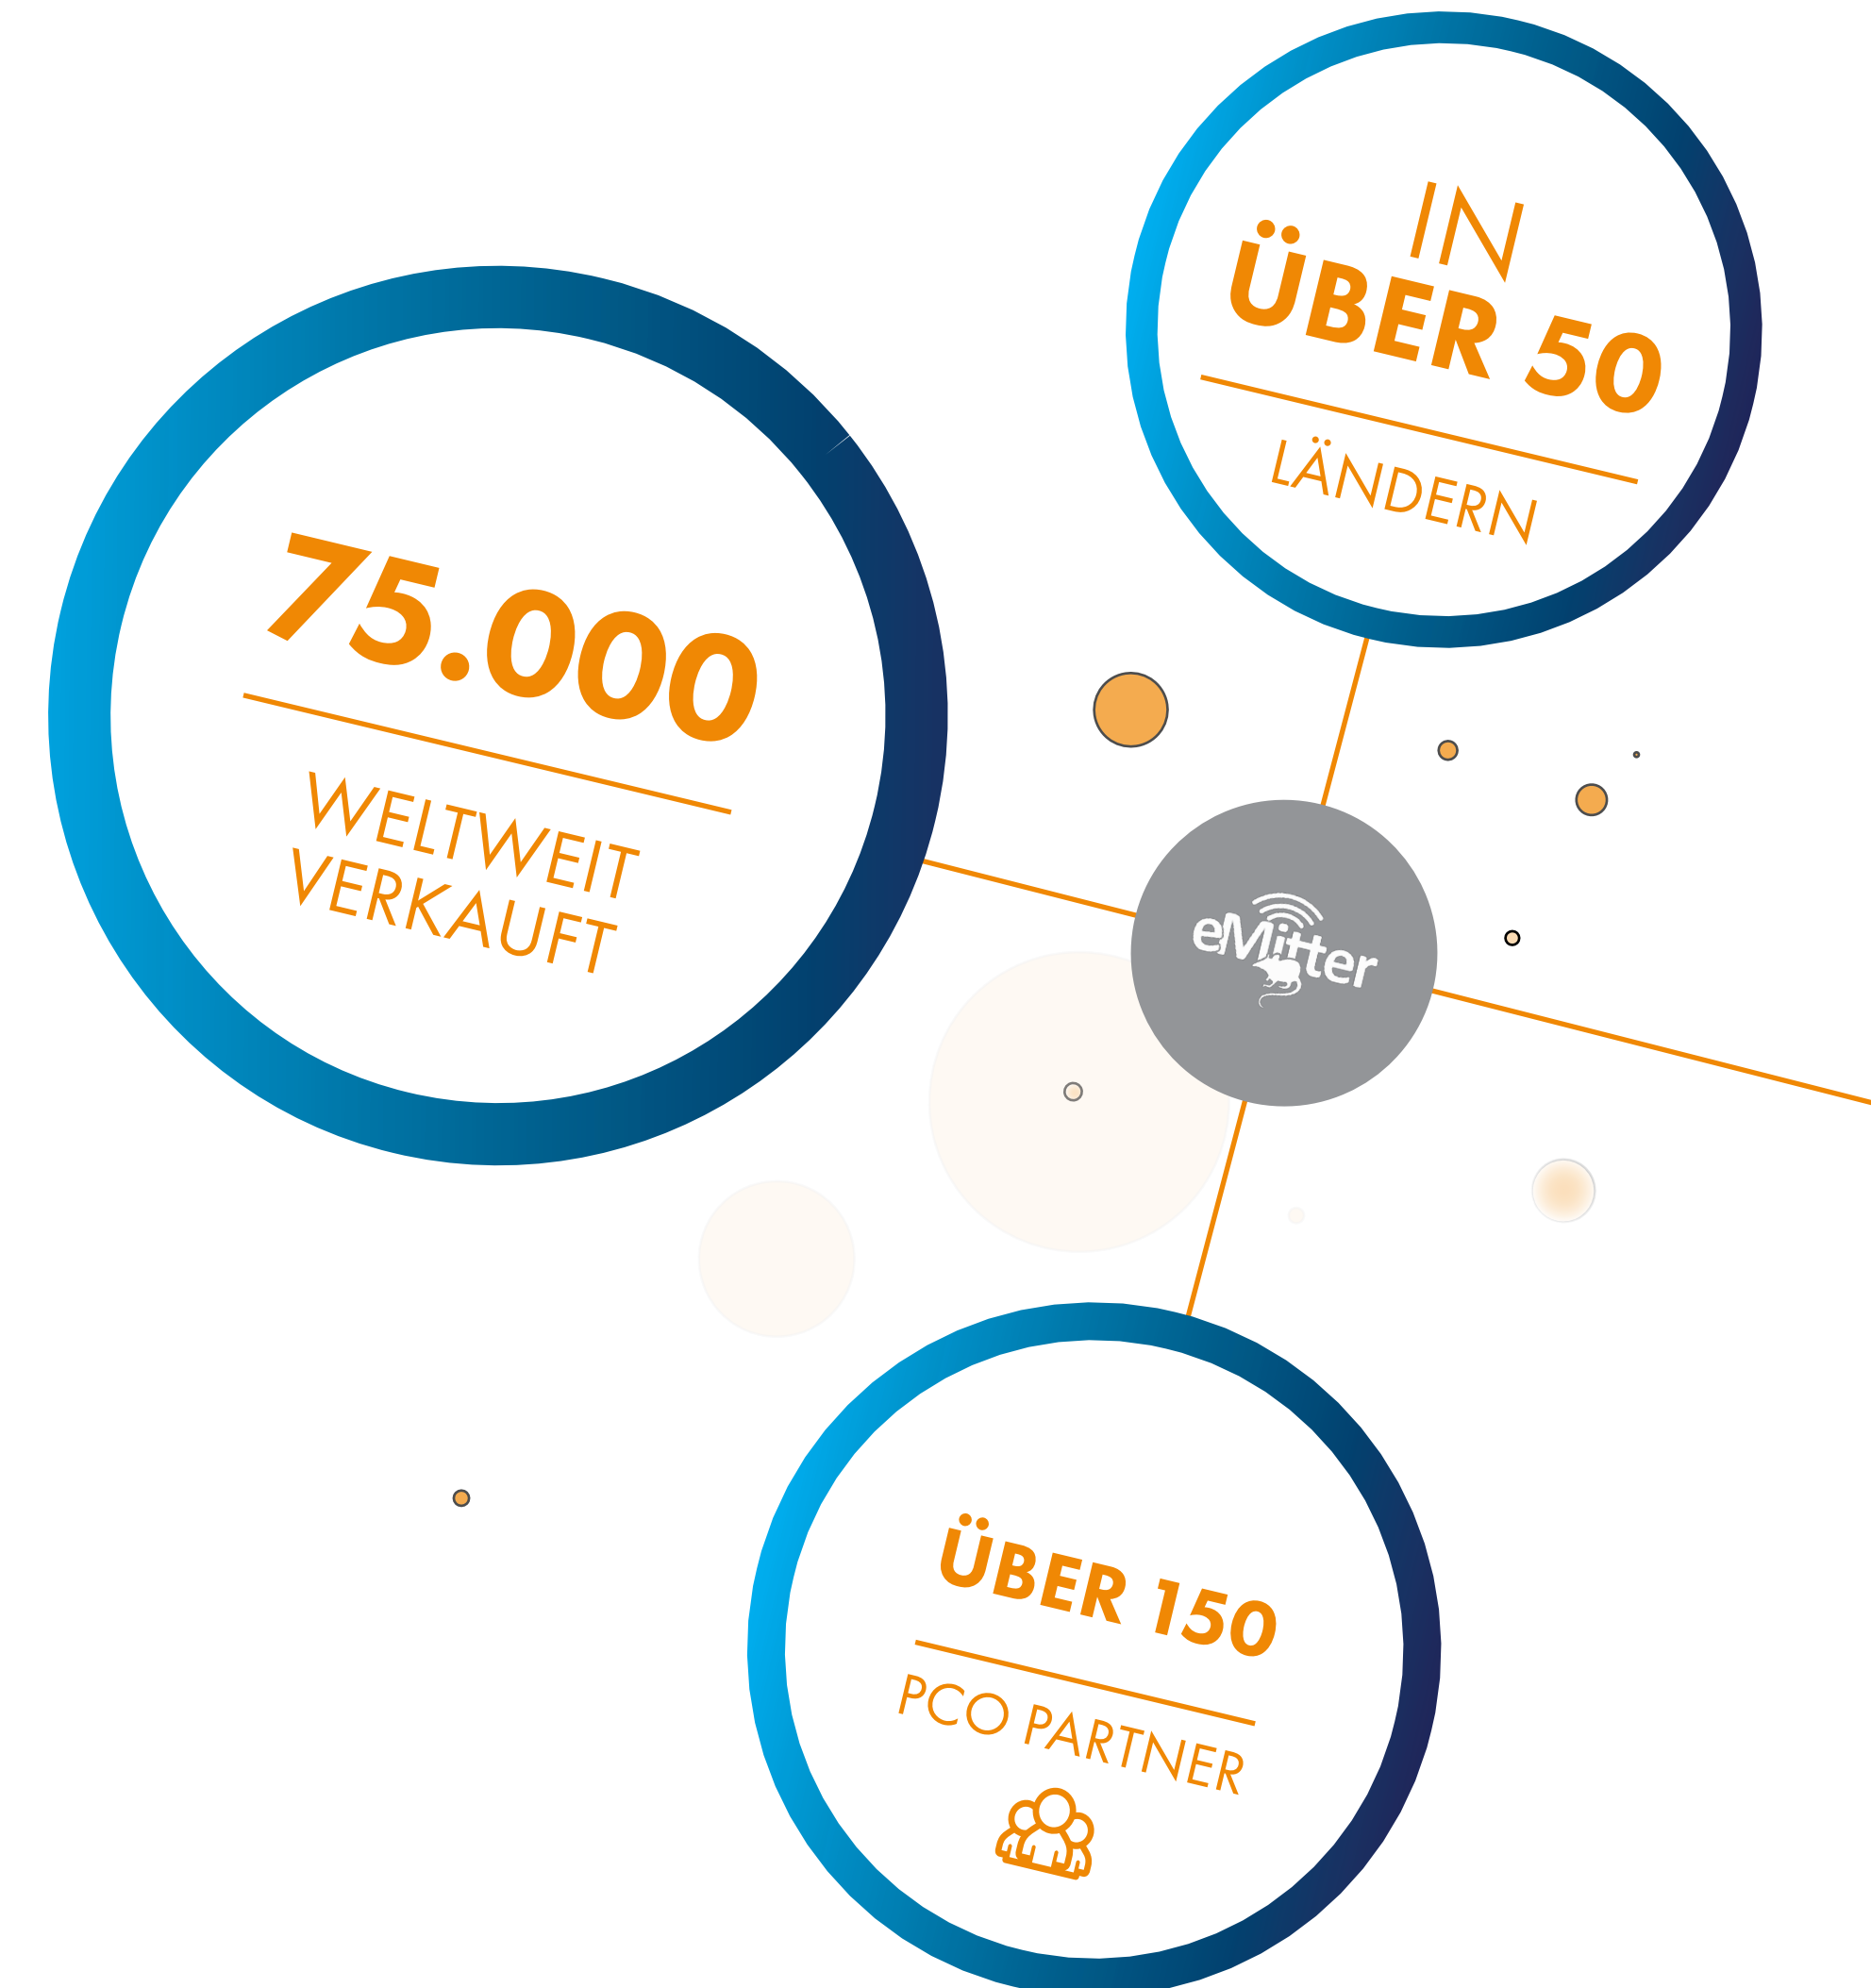 IN
ÜBER 50
LÄNDERN
75.000
WELTWEIT
VERKAUFT
eMitter
ÜBER 150
PCO PARTNER